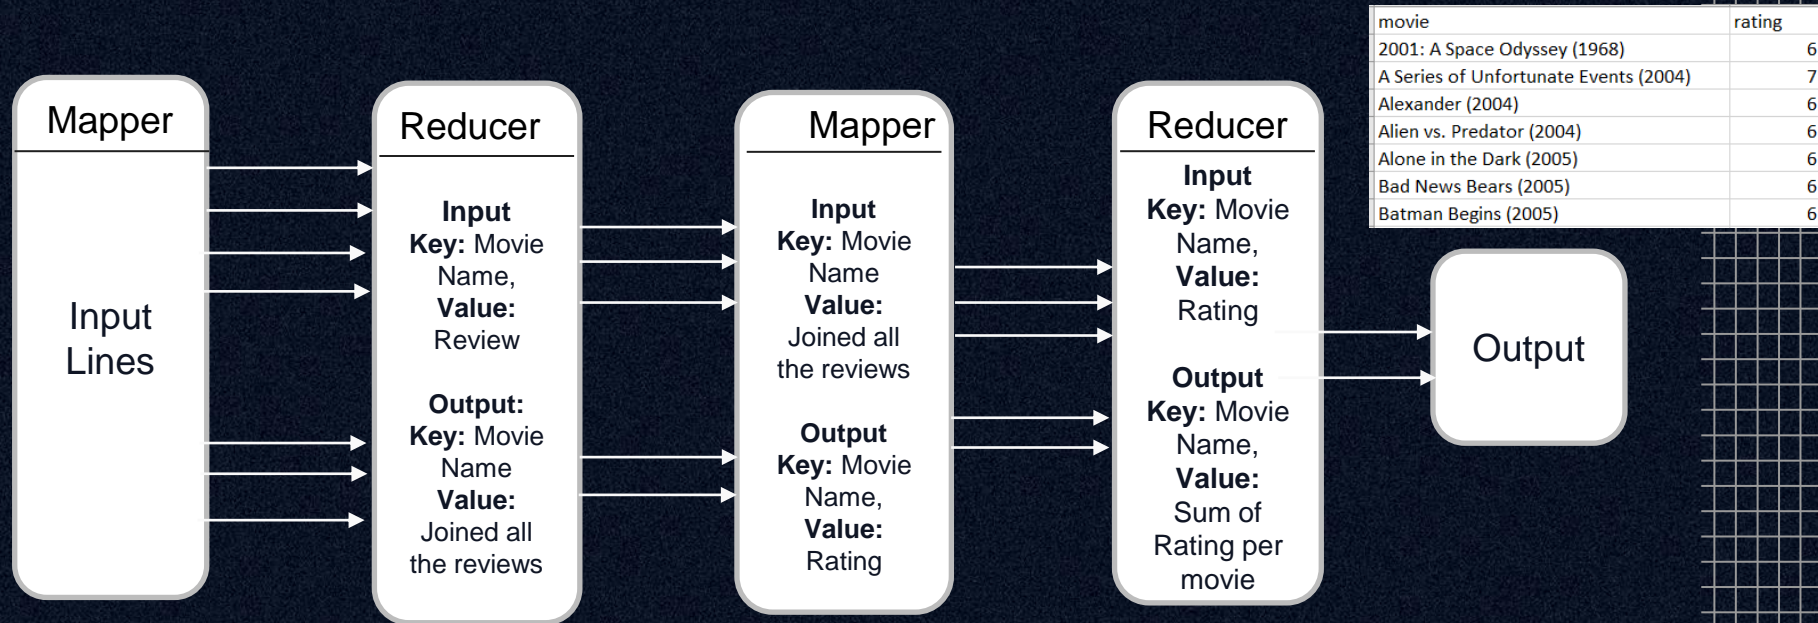 Mapper
Input
Lines
Reducer
Input
Key: Movie
Name,
Value:
Review
Output:
Key: Movie
Name
Value:
Joined all
the reviews
Mapper
Input
Key: Movie
Name
Value:
Joined all
the reviews
Output
Key: Movie
Name,
Value:
Rating
Reducer
Input
Key: Movie
Name,
Value:
Rating
Output
Key: Movie
Name,
Value:
Sum of
Rating per
movie
Output
movie rating
2001: A Space Odyssey (1968) 6
A Series of Unfortunate Events (2004) 7
Alexander (2004) 6
Alien vs. Predator (2004) 6
Alone in the Dark (2005) 6
Bad News Bears (2005) 6
Batman Begins (2005) 6